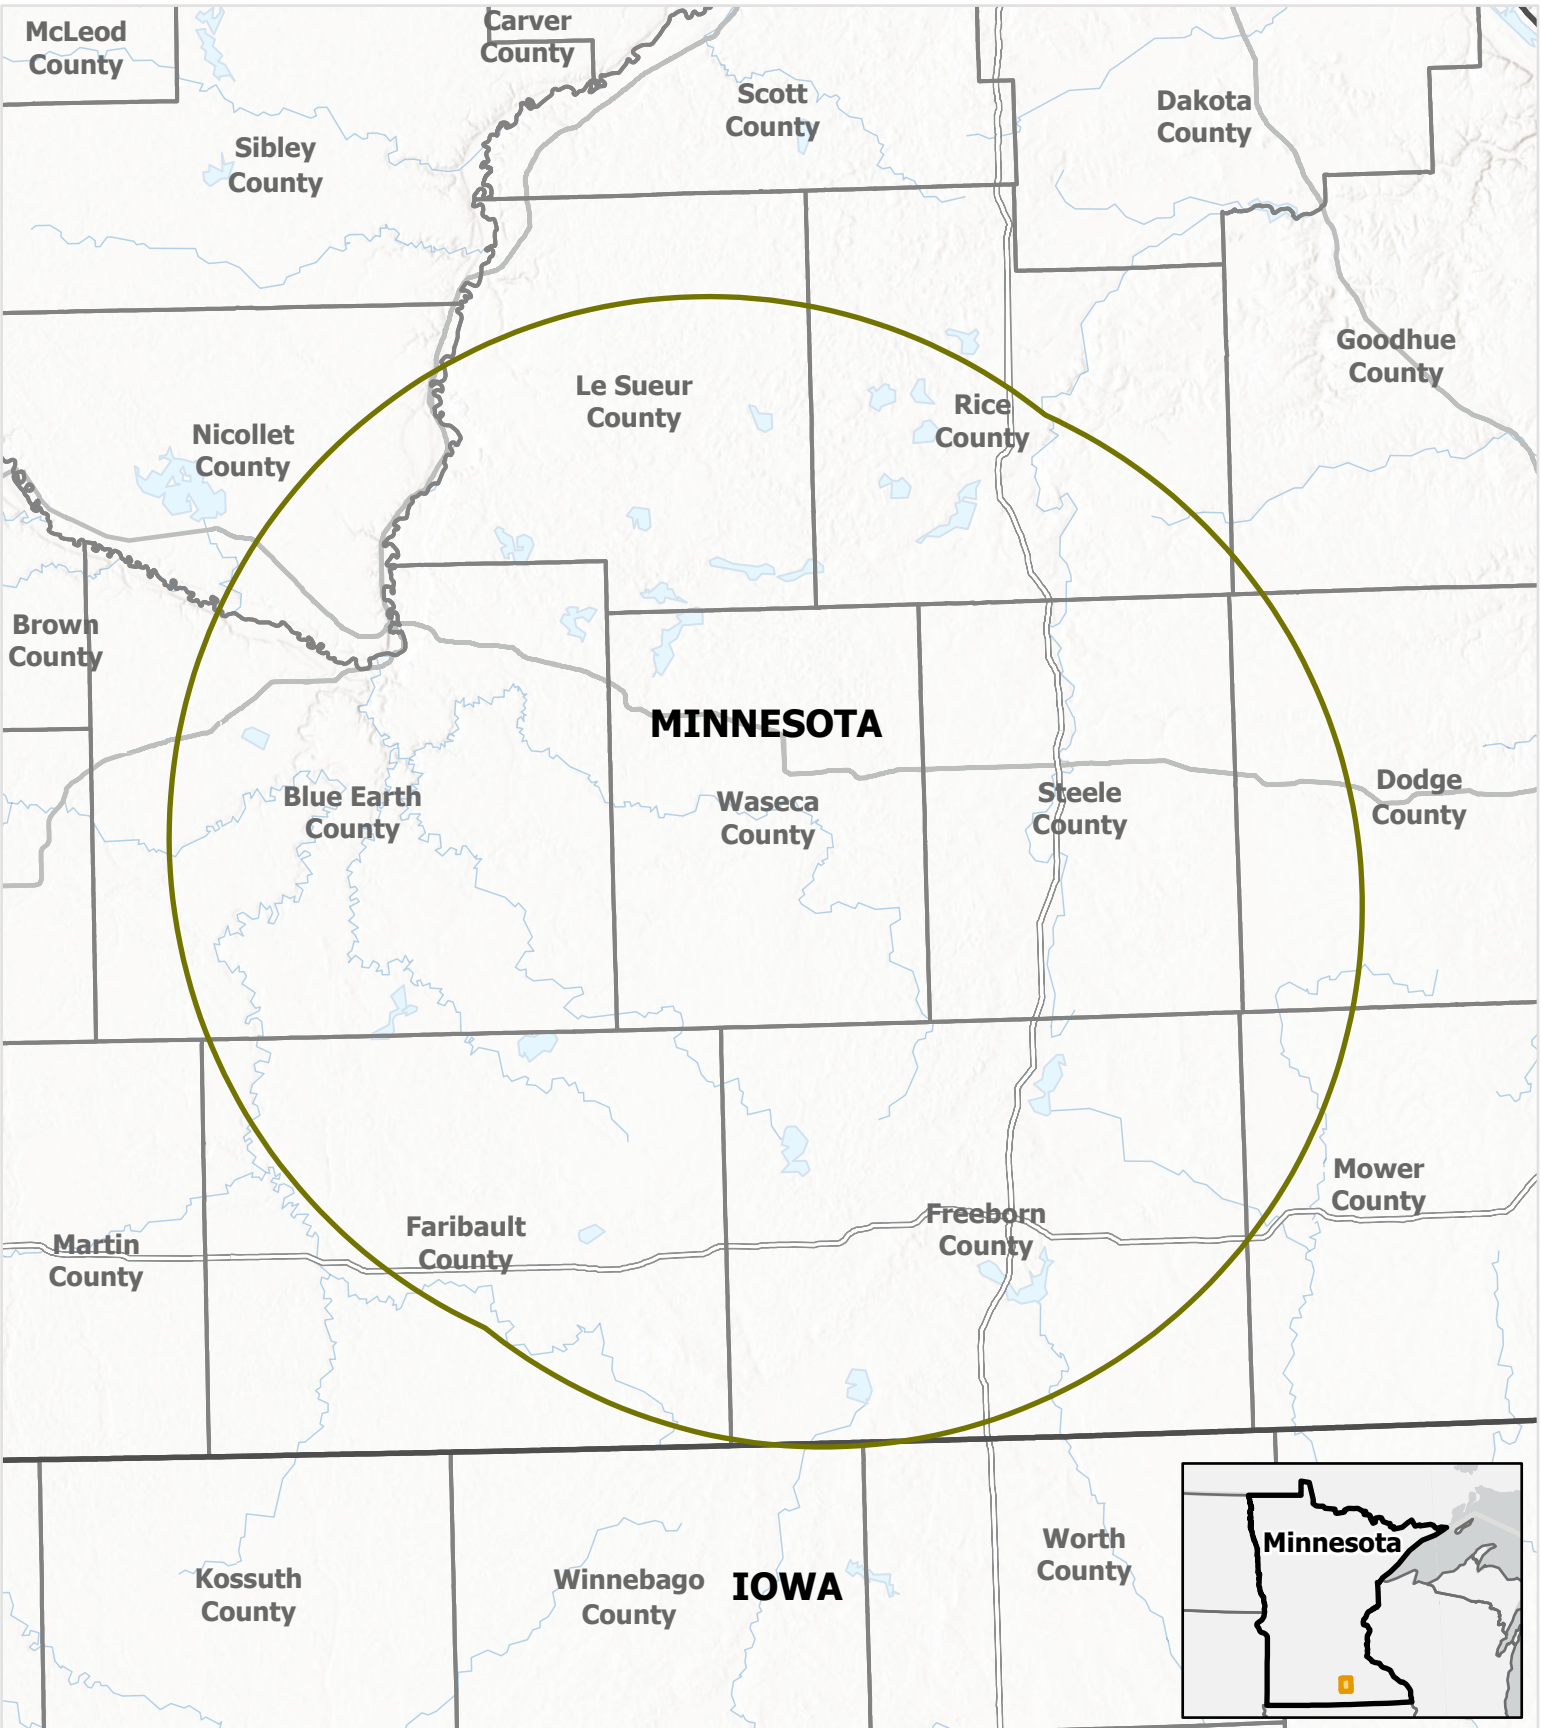 McLeod
County
Carver
County
Scott
County
Dakota
County
Sibley
County
Goodhue
County
Le Sueur
County
Rice
County
Nicollet
County
Brown
County
MINNESOTA
Blue Earth
County
Waseca
County
Steele
County
Dodge
County
Mower
County
Faribault
County
Freeborn
County
Martin
County
Kossuth
County
Winnebago
County
IOWA
Worth
County
Minnesota